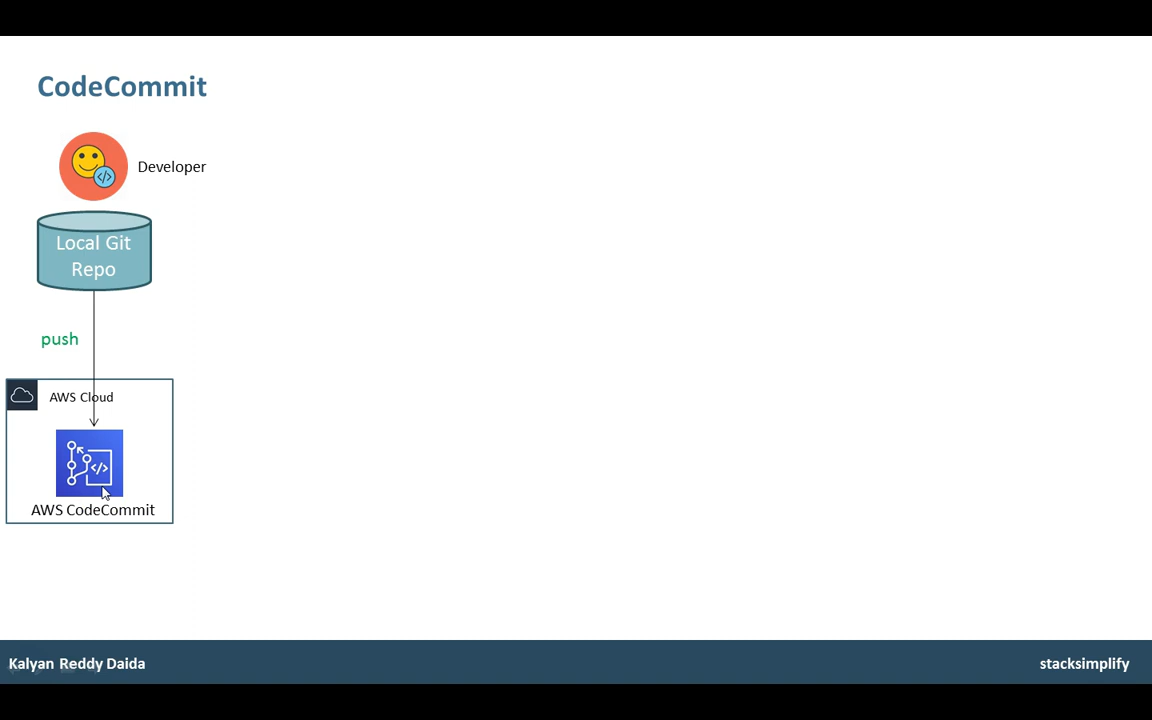 CodeCommit
Developer
Local Git
Repo
push
AWS Cloud
</>
AWS CodeCommit
Kalyan Reddy Daida
stacksimplify